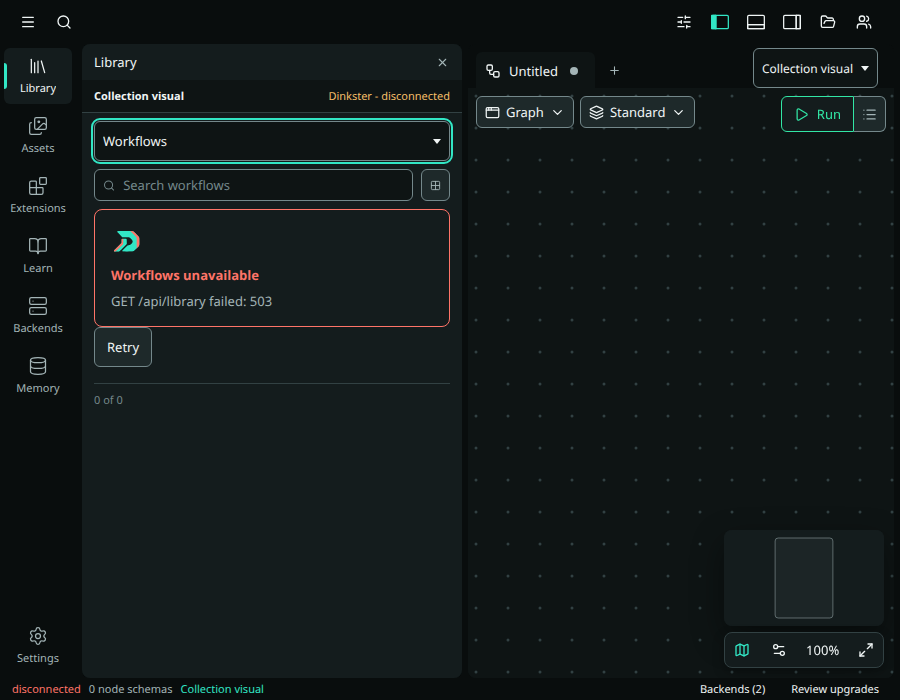 Library
Assets
Extensions
Learn
Backends
Memory
Settings
Library
Collection visual
Dinkster - disconnected
Workflows
Search workflows
Workflows unavailable
GET /api/library failed: 503
Retry
0 of 0
Untitled
Collection visual
Graph
Standard
Run
100%
disconnected
0 node schemas
Collection visual
Backends (2)
Review upgrades